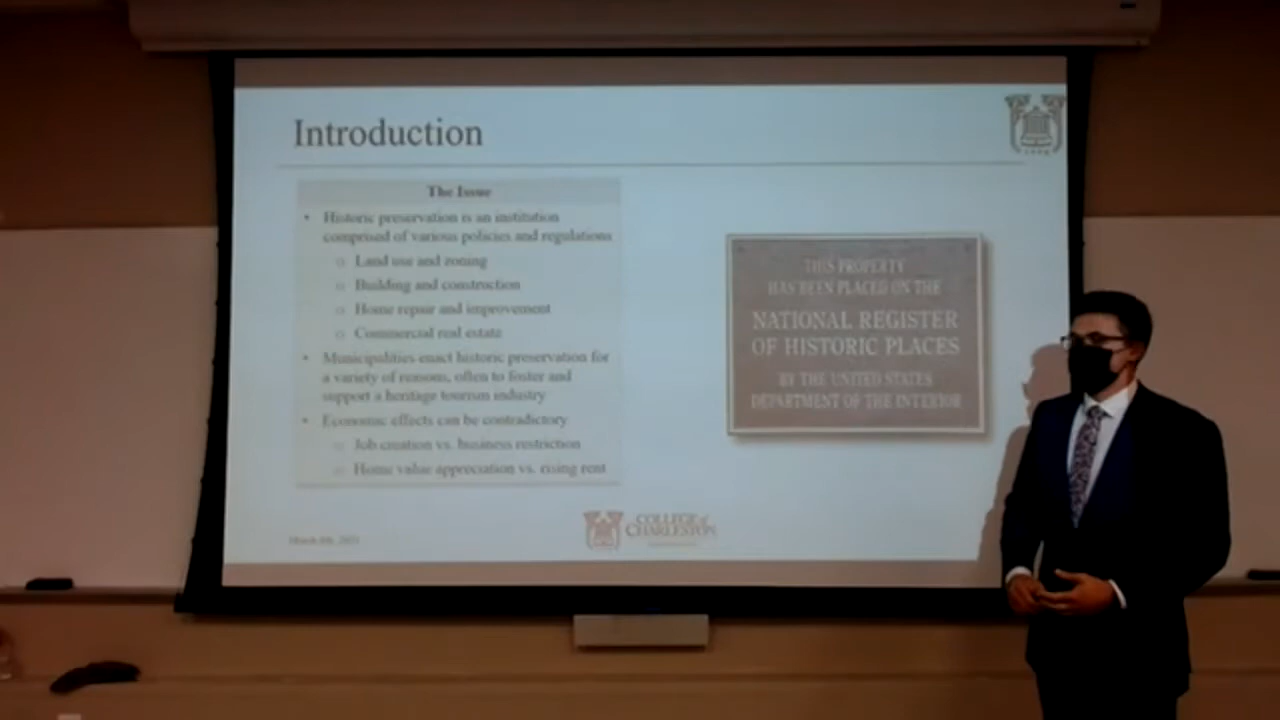 Introduction
The Issue
• Historic preservation is an institution
comprised of various policies and regulations
o Land use and zoning
o Building and construction
o Home repair and improvement
o Commercial real estate
• Municipalities enact historic preservation for
a variety of reasons, often to foster and
support a heritage tourism industry
• Economic effects can be contradictory
o Job creation vs. business restriction
o Home value appreciation vs. rising rent
THIS PROPERTY
HAS BEEN PLACED ON THE
NATIONAL REGISTER
OF HISTORIC PLACES
BY THE UNITED STATES
DEPARTMENT OF THE INTERIOR
COLLEGE of
CHARLESTON